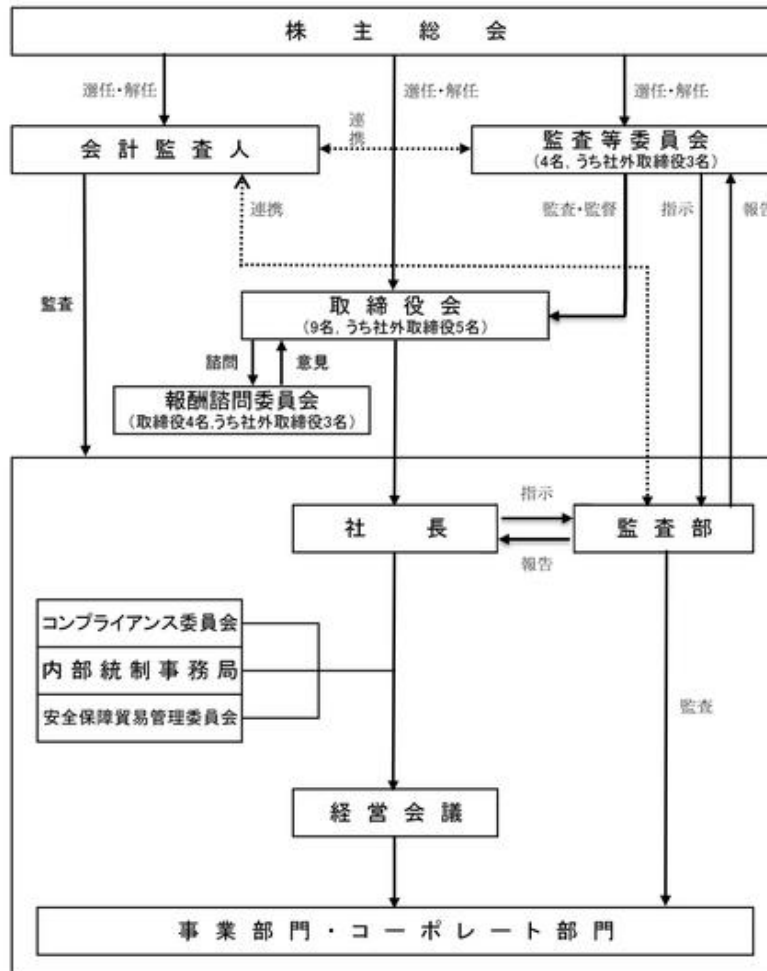 株主総会
選任・解任
選任・解任
選任・解任
会計監査人
連携
監査等委員会
(4名、うち社外取締役3名)
連携
監査・監督
指示
報告
監査
取締役会
(9名、うち社外取締役5名)
諮問
意見
報酬諮問委員会
(取締役4名,うち社外取締役3名)
社長
指示
報告
監査部
コンプライアンス委員会
内部統制事務局
安全保障貿易管理委員会
監査
経営会議
事業部門・コーポレート部門